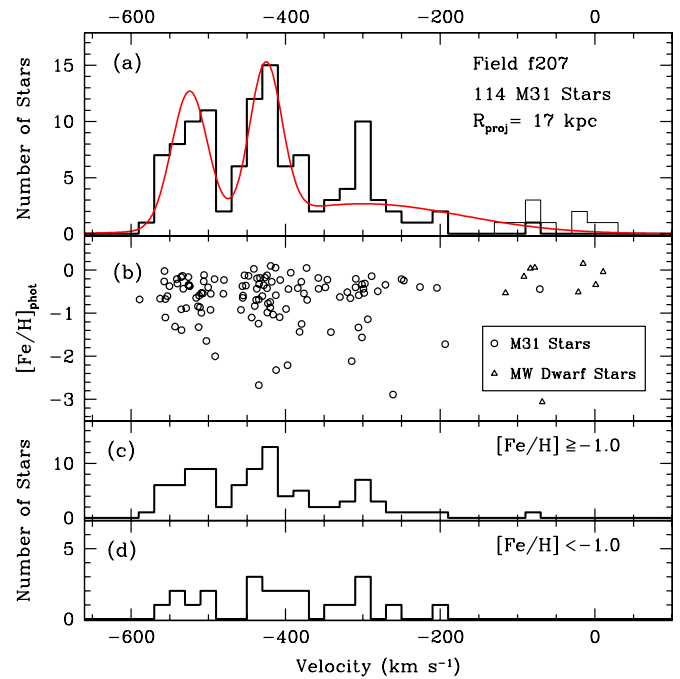 −600 −400 −200 0
(a)
Field f207
114 M31 Stars
R_proj = 17 kpc
Number of Stars
15
10
5
0
(b)
[Fe/H]_phot
0
−1
−2
−3
M31 Stars
MW Dwarf Stars
(c)
[Fe/H] ≧ −1.0
Number of Stars
10
0
(d)
[Fe/H] < −1.0
5
0
−600 −400 −200 0
Velocity (km s⁻¹)